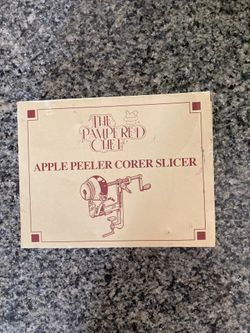 THE
PAMPERED
CHEF
APPLE PEELER CORER SLICER